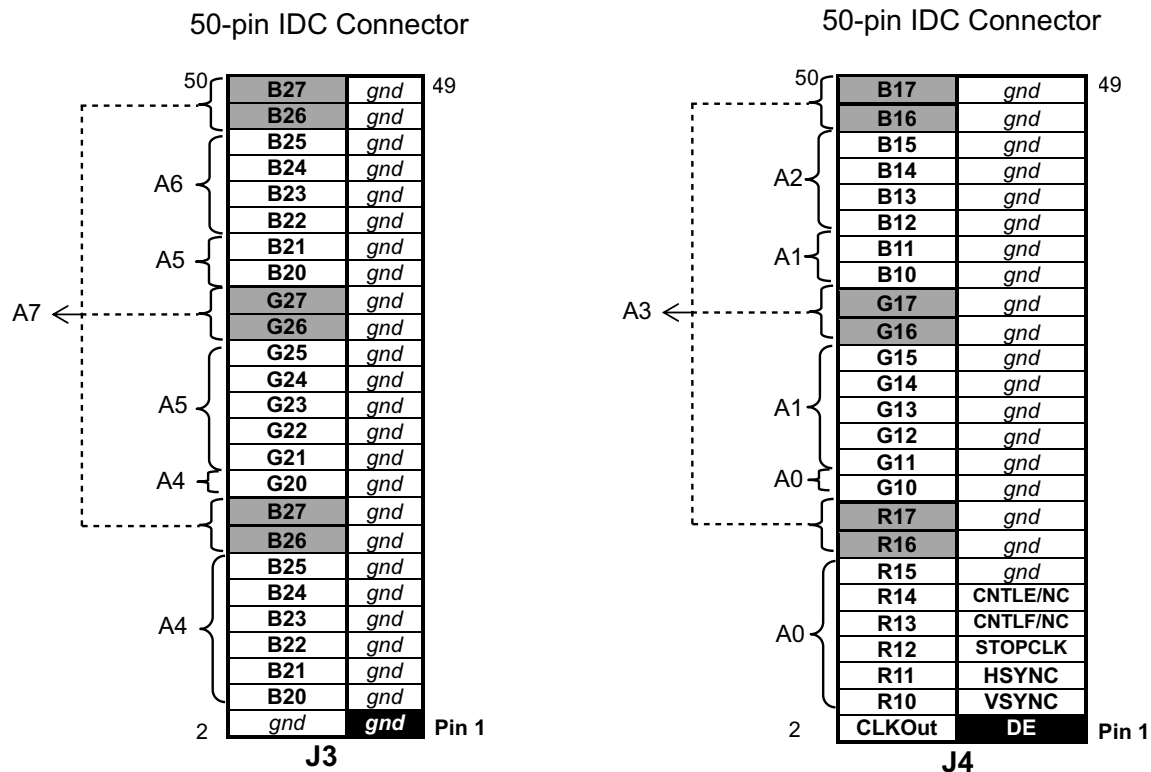 50-pin IDC Connector
50 B27 gnd 49
B26 gnd
B25 gnd
B24 gnd
A6 B23 gnd
B22 gnd
B21 gnd
A5 B20 gnd
G27 gnd
A7 G26 gnd
G25 gnd
G24 gnd
A5 G23 gnd
G22 gnd
G21 gnd
A4 G20 gnd
B27 gnd
B26 gnd
B25 gnd
B24 gnd
A4 B23 gnd
B22 gnd
B21 gnd
B20 gnd
2 gnd gnd Pin 1
J3
50-pin IDC Connector
50 B17 gnd 49
B16 gnd
B15 gnd
A2 B14 gnd
B13 gnd
B12 gnd
A1 B11 gnd
B10 gnd
A3 G17 gnd
G16 gnd
G15 gnd
G14 gnd
A1 G13 gnd
G12 gnd
G11 gnd
A0 G10 gnd
R17 gnd
R16 gnd
R15 gnd
R14 CNTLE/NC
A0 R13 CNTLF/NC
R12 STOPCLK
R11 HSYNC
R10 VSYNC
2 CLKOut DE Pin 1
J4